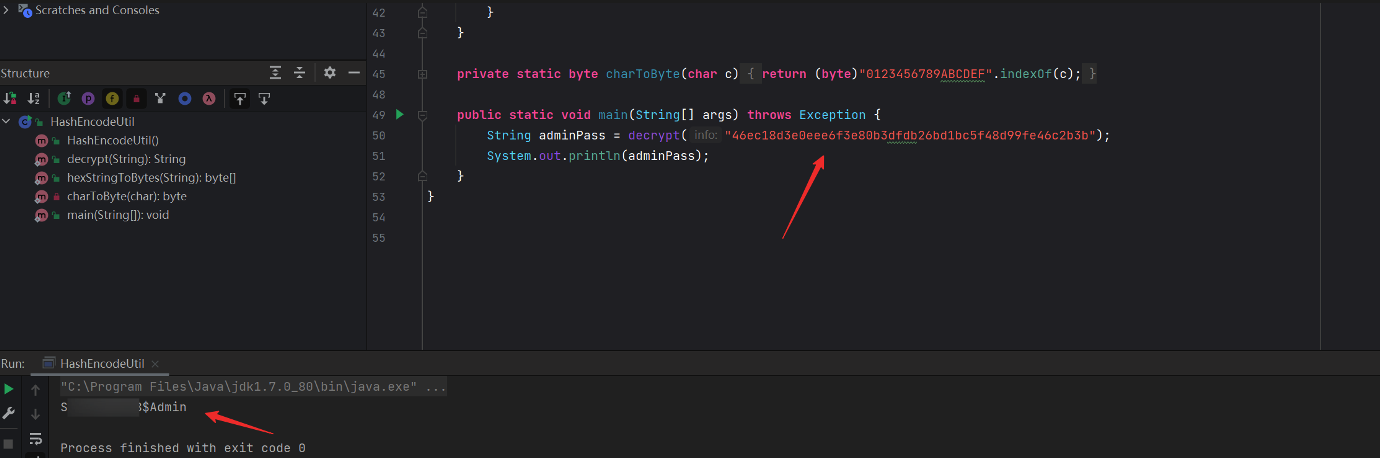 Scratches and Consoles
Structure
HashEncodeUtil
HashEncodeUtil()
decrypt(String): String
hexStringToBytes(String): byte[]
charToByte(char): byte
main(String[]): void
42 }
43 }
44
45 private static byte charToByte(char c) { return (byte)"0123456789ABCDEF".indexOf(c); }
48
49 public static void main(String[] args) throws Exception {
50 String adminPass = decrypt( info: "46ec18d3e0eee6f3e80b3dfdb26bd1bc5f48d99fe46c2b3b");
51 System.out.println(adminPass);
52 }
53 }
54
55
Run: HashEncodeUtil
"C:\Program Files\Java\jdk1.7.0_80\bin\java.exe" ...
S 3$Admin
Process finished with exit code 0